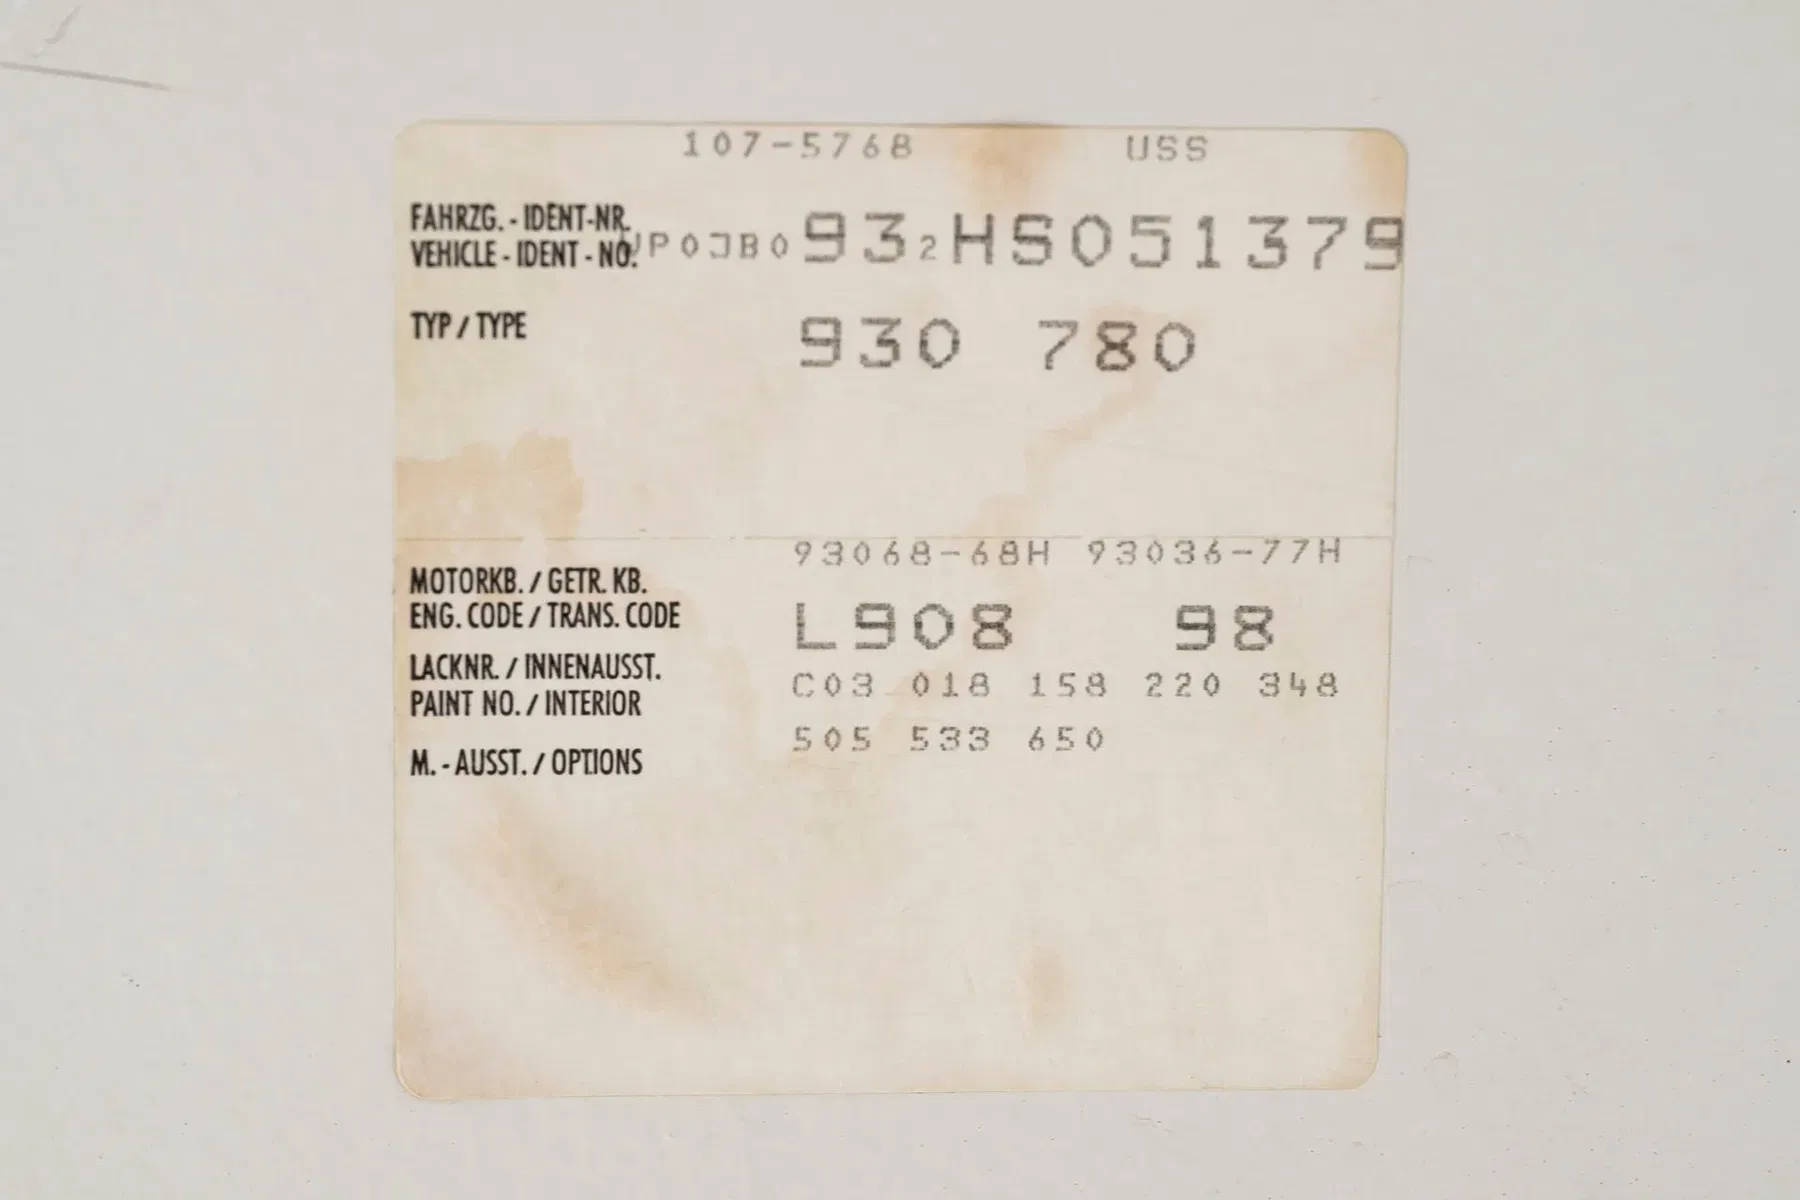 107-5768 USS
FAHRZG. - IDENT-NR.
VEHICLE - IDENT - NO. WP0JB0932HS051379
TYP / TYPE 930 780
93068-68H 93036-77H
MOTORKB. / GETR. KB.
ENG. CODE / TRANS. CODE L908 98
LACKNR. / INNENAUSST. C03 018 158 220 348
PAINT NO. / INTERIOR
505 533 650
M. - AUSST. / OPTIONS